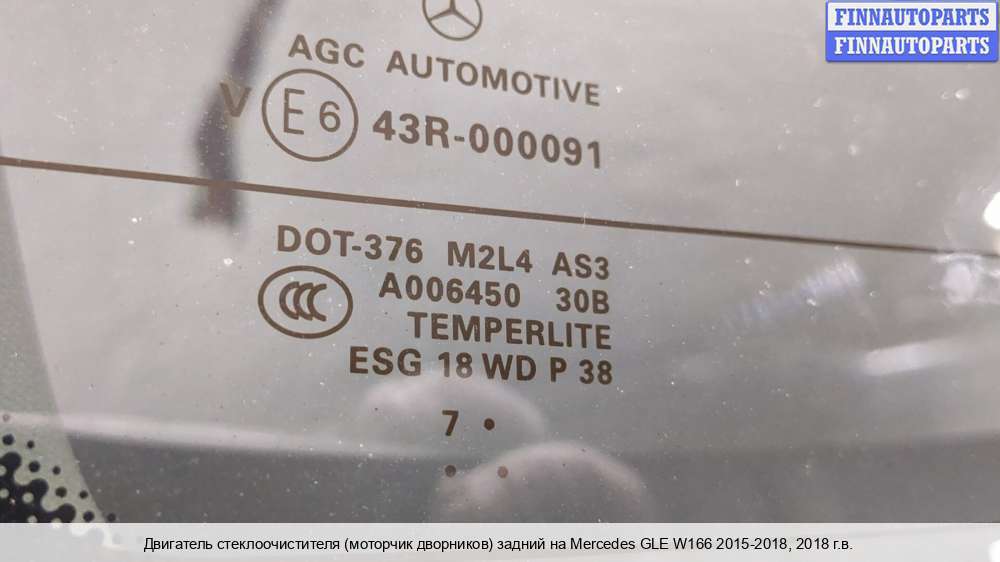 FINNAUTOPARTS
FINNAUTOPARTS
AGC AUTOMOTIVE
V E6 43R-000091
DOT-376 M2L4 AS3
CCC A006450 30B
TEMPERLITE
ESG 18 WD P 38
7 •
• •
Двигатель стеклоочистителя (моторчик дворников) задний на Mercedes GLE W166 2015-2018, 2018 г.в.